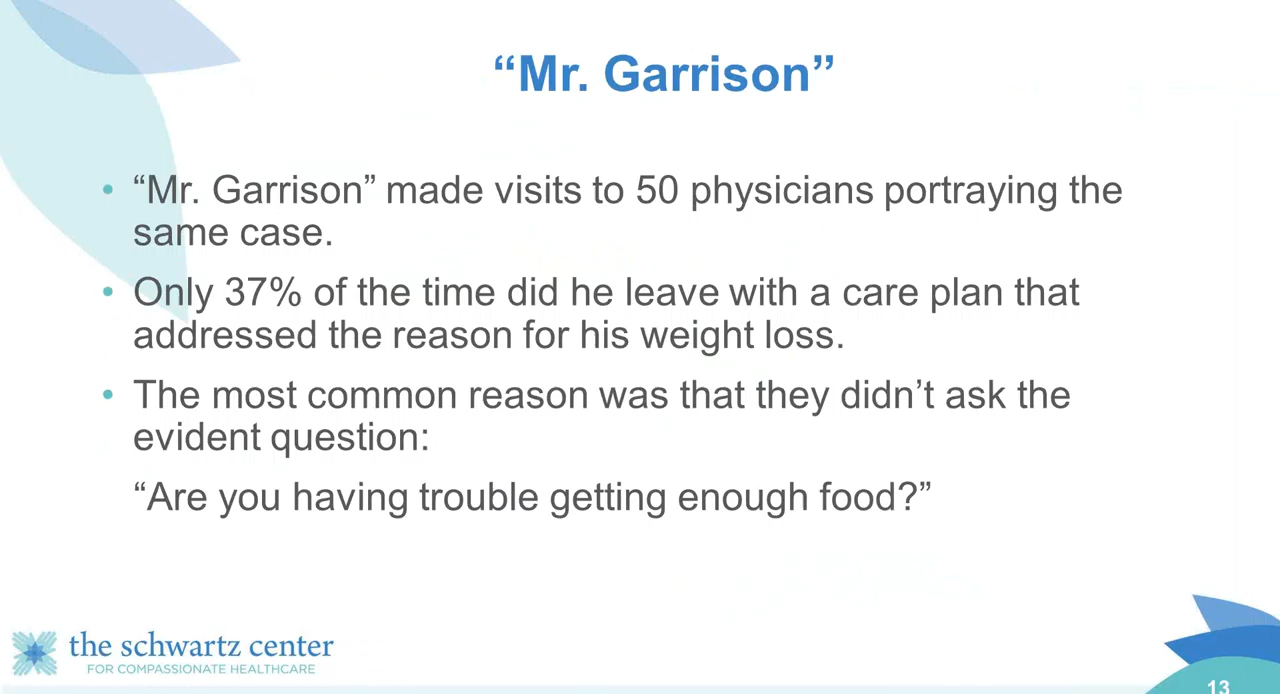 “Mr. Garrison”
• “Mr. Garrison” made visits to 50 physicians portraying the
same case.
• Only 37% of the time did he leave with a care plan that
addressed the reason for his weight loss.
• The most common reason was that they didn’t ask the
evident question:
“Are you having trouble getting enough food?”
the schwartz center
FOR COMPASSIONATE HEALTHCARE
13